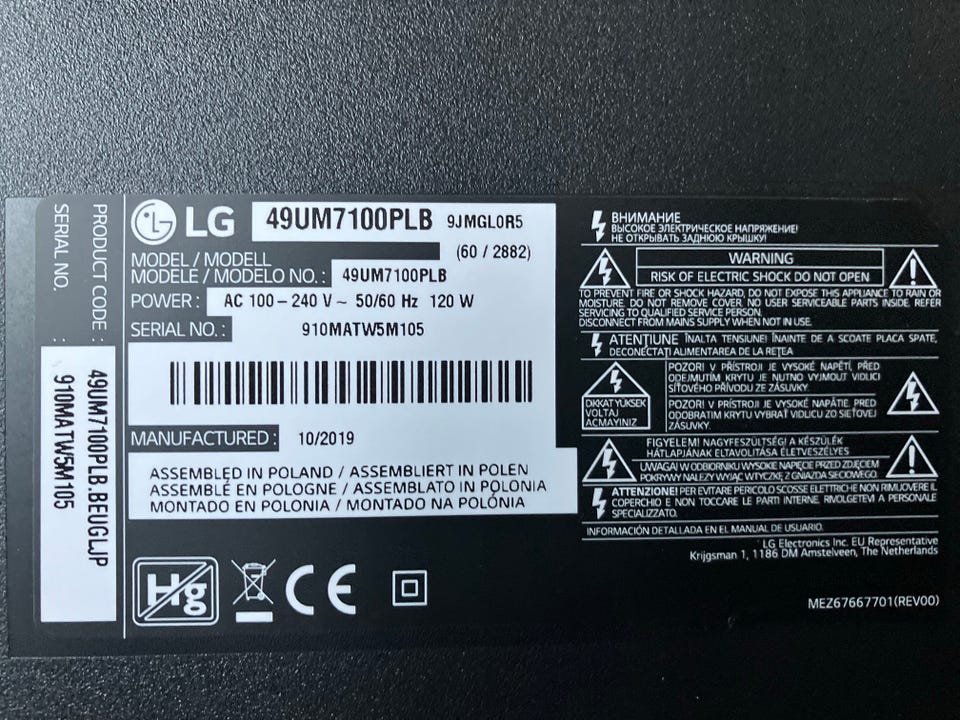 SERIAL NO. :
PRODUCT CODE :
910MATW5M105
49UM7100PLB.BEUGLJP
LG 49UM7100PLB 9JMGL0R5
(60 / 2882)
MODEL / MODELL
MODÈLE / MODELO NO. : 49UM7100PLB
POWER : AC 100 – 240 V ~ 50/60 Hz 120 W
SERIAL NO. : 910MATW5M105
MANUFACTURED : 10/2019
ASSEMBLED IN POLAND / ASSEMBLIERT IN POLEN
ASSEMBLÉ EN POLOGNE / ASSEMBLATO IN POLONIA
MONTADO EN POLONIA / MONTADO NA POLÓNIA
Hg
CE
ВНИМАНИЕ
ВЫСОКОЕ ЭЛЕКТРИЧЕСКОЕ НАПРЯЖЕНИЕ!
НЕ ОТКРЫВАТЬ ЗАДНЮЮ КРЫШКУ!
WARNING
RISK OF ELECTRIC SHOCK DO NOT OPEN
TO PREVENT FIRE OR SHOCK HAZARD, DO NOT EXPOSE THIS APPLIANCE TO RAIN OR
MOISTURE. DO NOT REMOVE COVER. NO USER SERVICEABLE PARTS INSIDE. REFER
SERVICING TO QUALIFIED SERVICE PERSON.
DISCONNECT FROM MAINS SUPPLY WHEN NOT IN USE.
ATENŢIUNE ÎNALTA TENSIUNE! ÎNAINTE DE A SCOATE PLACA SPATE,
DECONECTAŢI ALIMENTAREA DE LA REŢEA
DIKKAT YUKSEK
VOLTAJ
ACMAYINIZ
POZOR! V PŘÍSTROJI JE VYSOKÉ NAPĚTÍ, PŘED
ODEJMUTÍM KRYTU JE NUTNO VYJMOUT VIDLICI
SÍŤOVÉHO PŘÍVODU ZE ZÁSUVKY.
POZOR! V PRÍSTROJI JE VYSOKÉ NAPÄTIE. PRED
ODOBRATIM KRYTU VYBRAŤ VIDLICU ZO SIEŤOVEJ
ZÁSUVKY.
FIGYELEM! NAGYFESZÜLTSÉG! A KÉSZÜLÉK
HÁTLAPJÁNAK ELTÁVOLÍTÁSA ÉLETVESZÉLYES
UWAGA! W ODBIORNIKU WYSOKIE NAPIĘCIE PRZED ZDJĘCIEM
POKRYWY NALEŻY WYJĄĆ WTYCZKĘ Z GNIAZDA SIECIOWEGO.
ATTENZIONE! PER EVITARE PERICOLO SCOSSE ELETTRICHE NON RIMUOVERE IL
COPERCHIO E NON TOCCARE LE PARTI INTERNE. RIVOLGETEVI A PERSONALE
SPECIALIZZATO.
INFORMACIÓN DETALLADA EN EL MANUAL DE USUARIO.
LG Electronics Inc. EU Representative
Krijgsman 1, 1186 DM Amstelveen, The Netherlands
MEZ67667701(REV00)